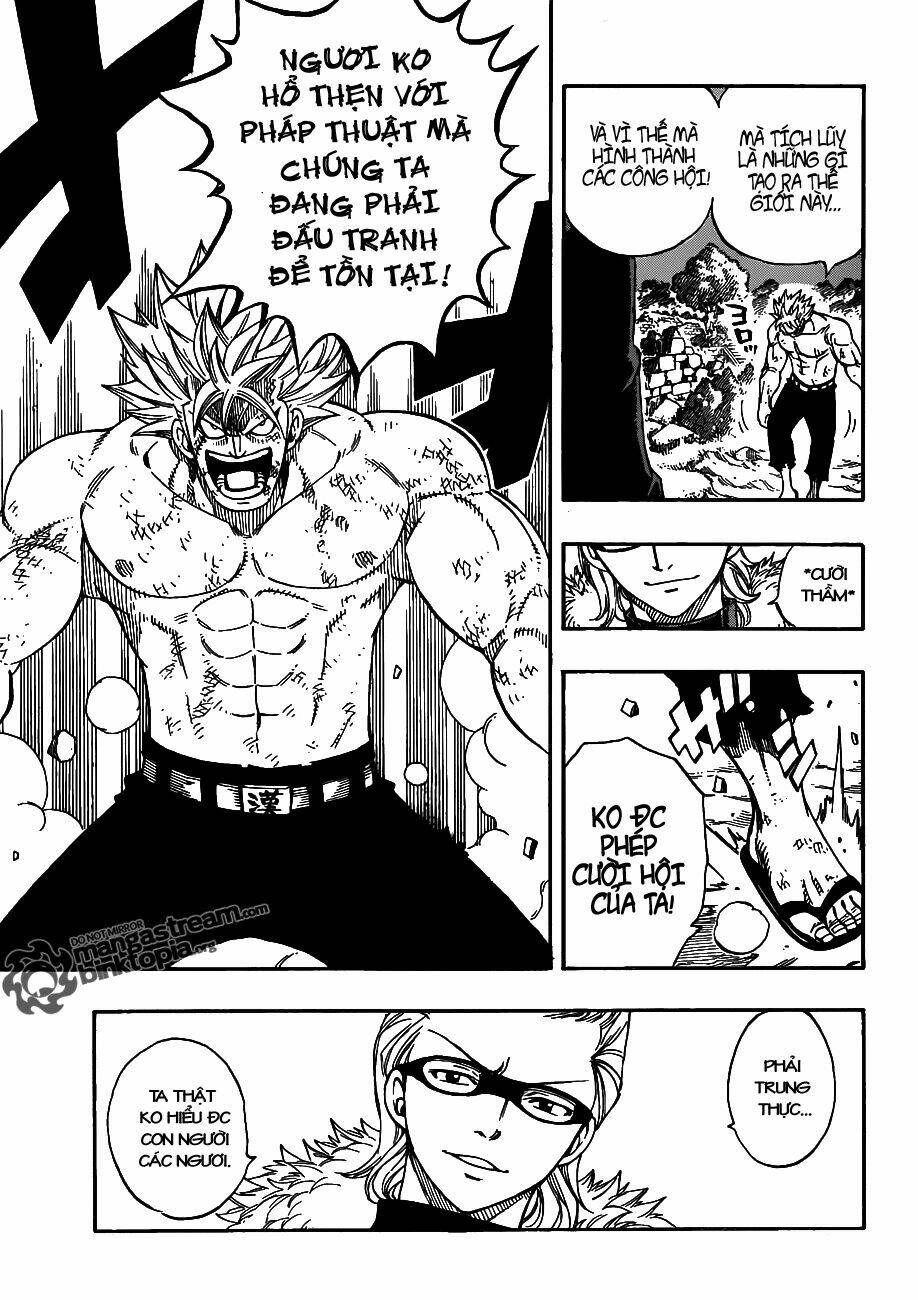 MÀ TÍCH LŨY
LÀ NHỮNG GÌ
TẠO RA THẾ
GIỚI NÀY...
VÀ VÌ THẾ MÀ
HÌNH THÀNH
CÁC CÔNG HỘI!
ヨロッ
*CƯỜI
THẦM*
KO ĐC
PHÉP
CƯỜI HỘI
CỦA TA!
NGƯƠI KO
HỔ THẸN VỚI
PHÁP THUẬT MÀ
CHÚNG TA
ĐANG PHẢI
ĐẤU TRANH
ĐỂ TỒN TẠI!
漢
DO NOT MIRROR
mangastream.com
binktopia.org
PHẢI
TRUNG
THỰC...
TA THẬT
KO HIỂU ĐC
CON NGƯỜI
CÁC NGƯƠI.